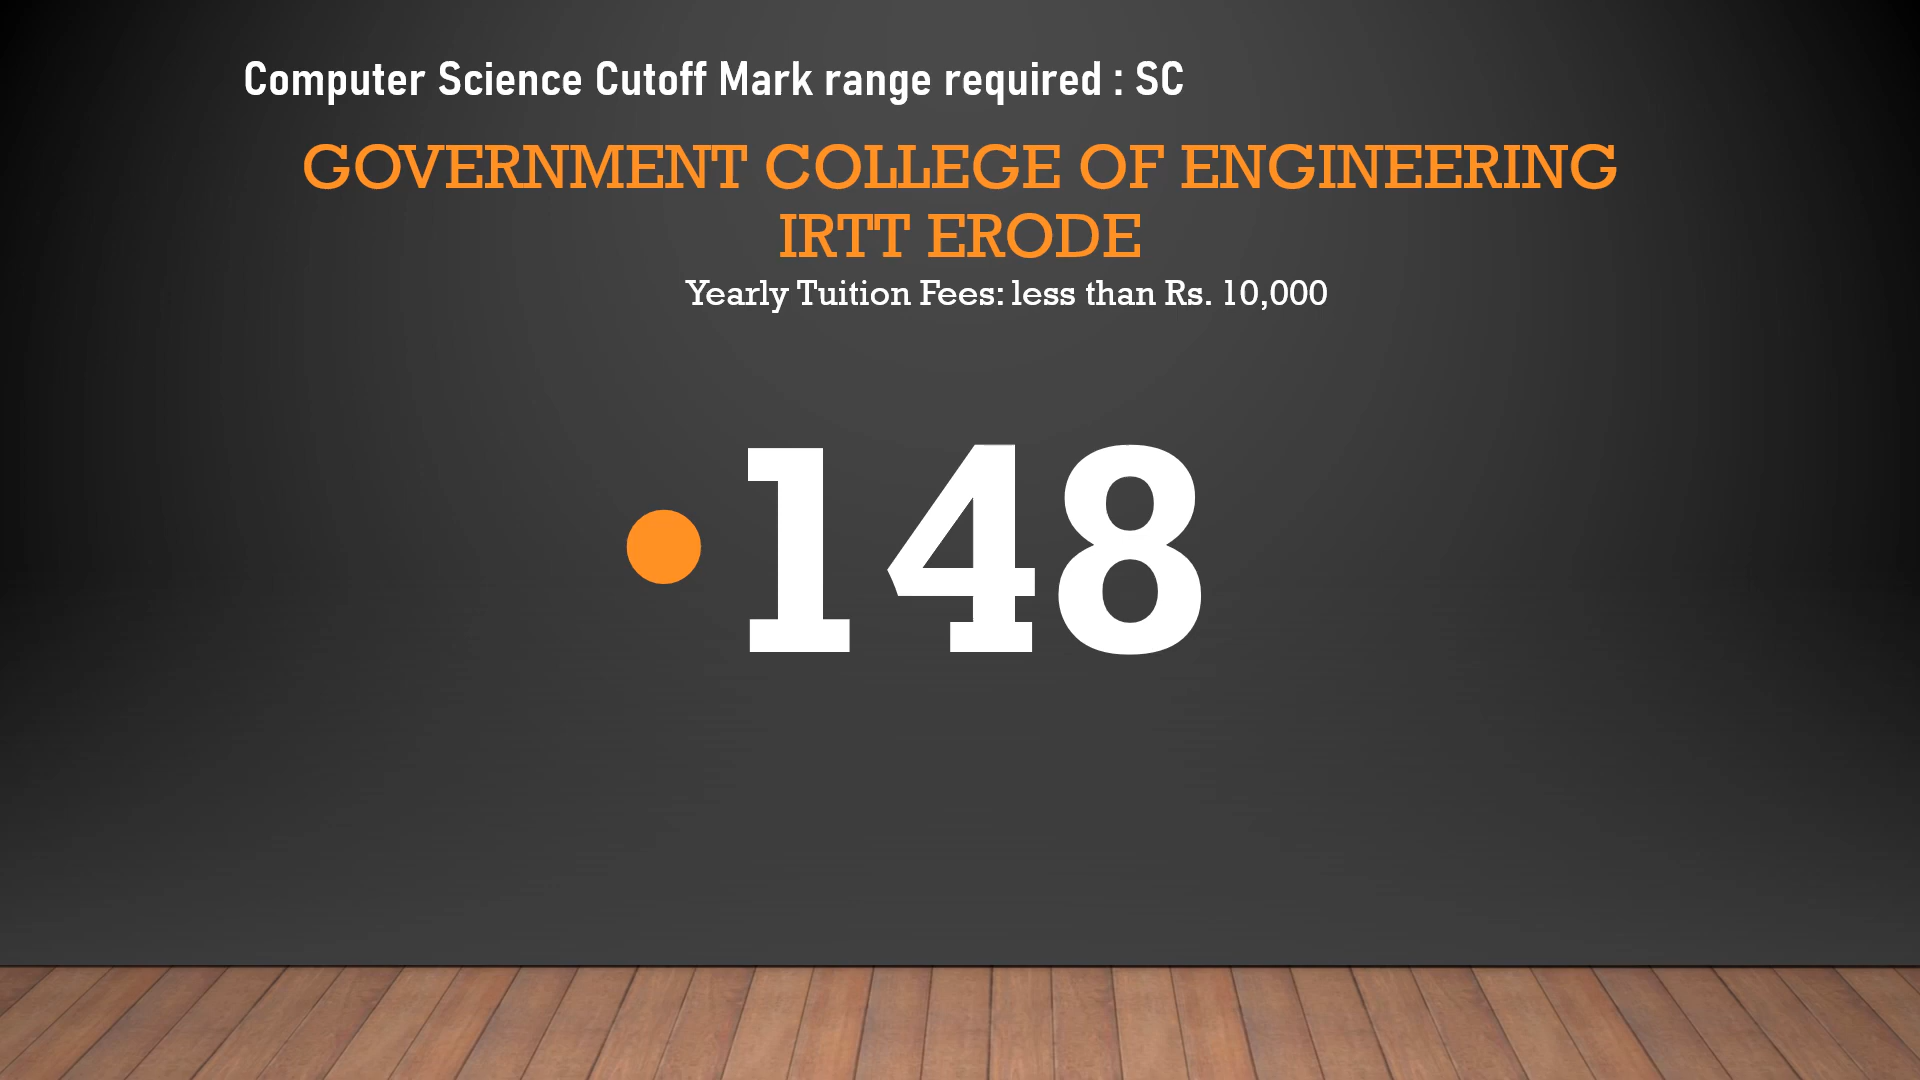 Computer Science Cutoff Mark range required : SC
GOVERNMENT COLLEGE OF ENGINEERING
IRTT ERODE
Yearly Tuition Fees: less than Rs. 10,000
•148